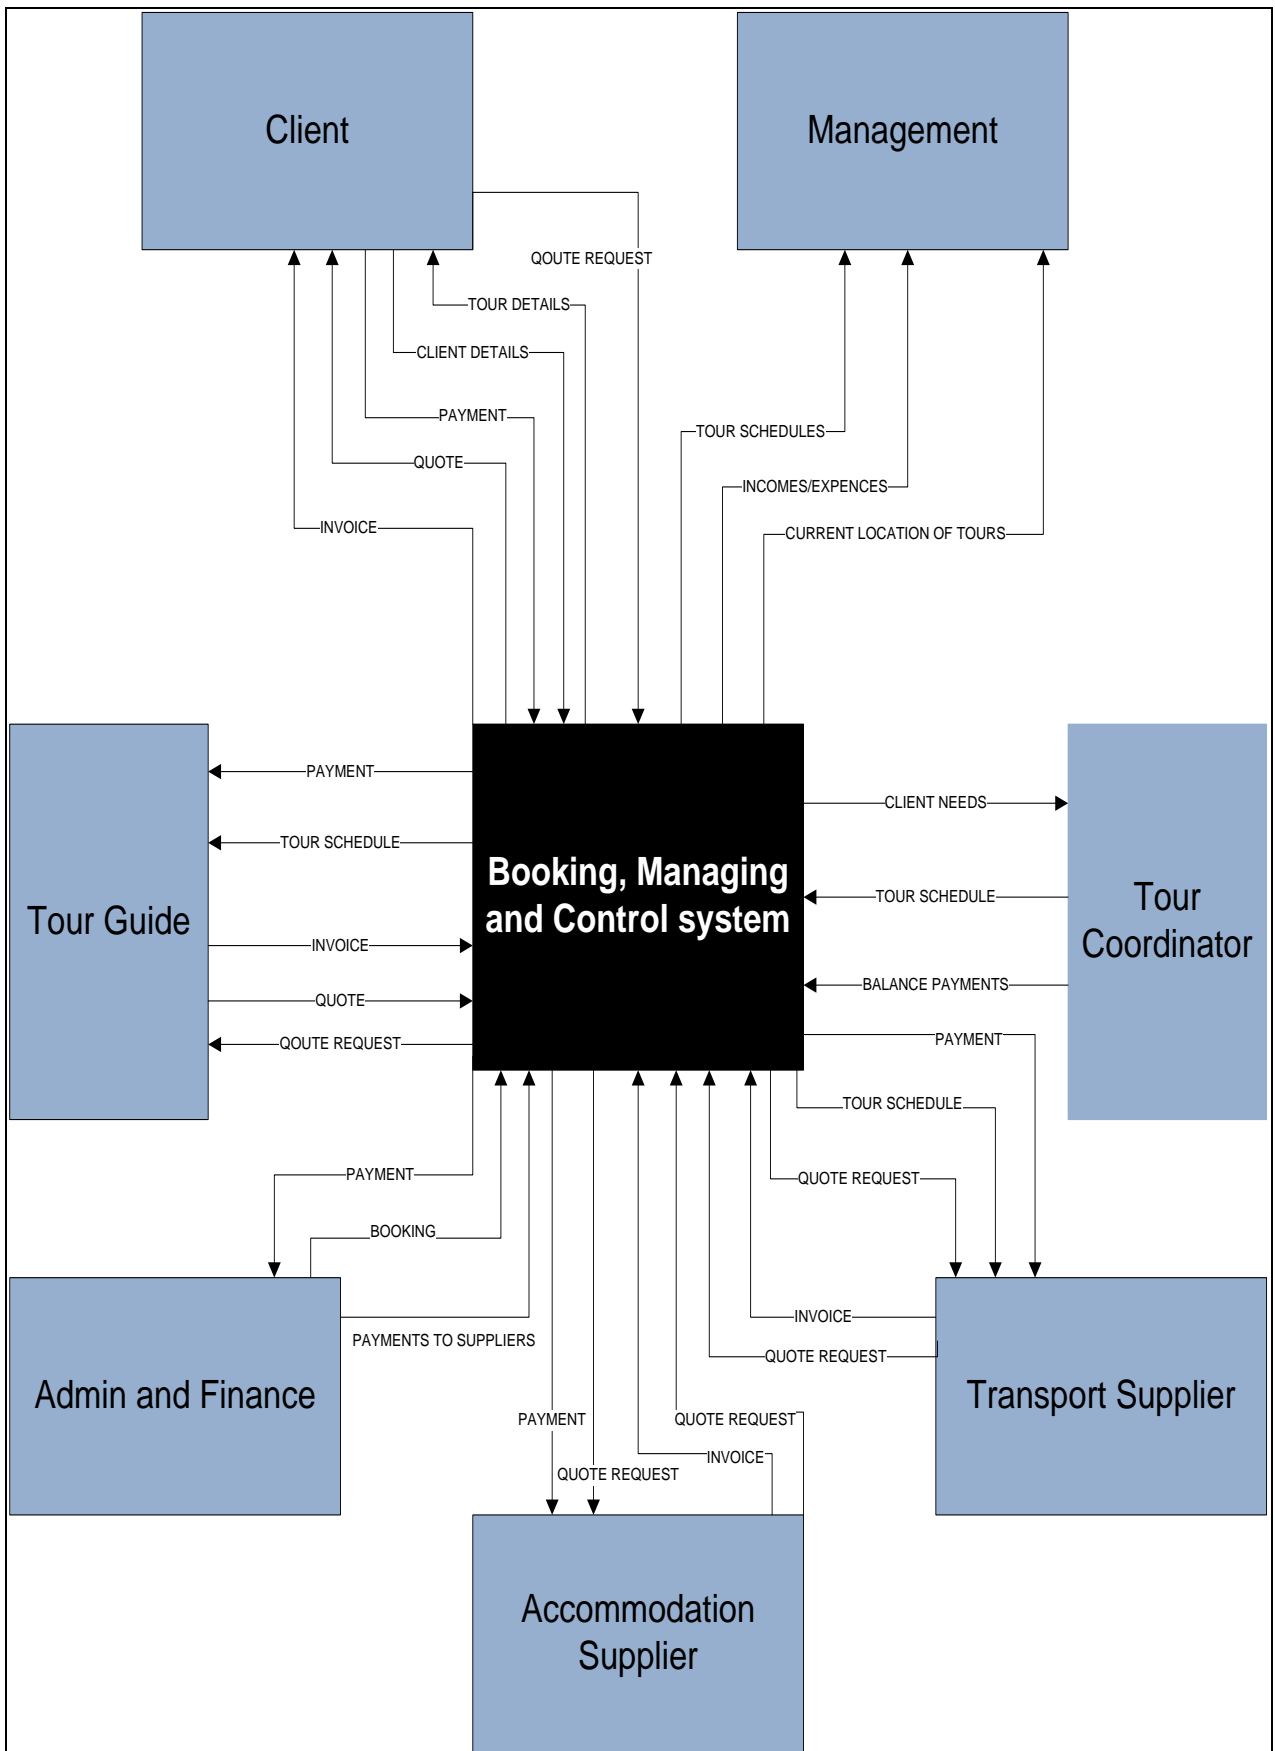 Client
Management
QOUTE REQUEST
TOUR DETAILS
CLIENT DETAILS
PAYMENT
TOUR SCHEDULES
QUOTE
INCOMES/EXPENCES
INVOICE
CURRENT LOCATION OF TOURS
PAYMENT
CLIENT NEEDS
TOUR SCHEDULE
Booking, Managing
and Control system
TOUR SCHEDULE
Tour Guide
Tour
Coordinator
INVOICE
BALANCE PAYMENTS
QUOTE
QOUTE REQUEST
PAYMENT
TOUR SCHEDULE
PAYMENT
QUOTE REQUEST
BOOKING
INVOICE
PAYMENTS TO SUPPLIERS
QUOTE REQUEST
Admin and Finance
Transport Supplier
PAYMENT
QUOTE REQUEST
INVOICE
QUOTE REQUEST
Accommodation
Supplier